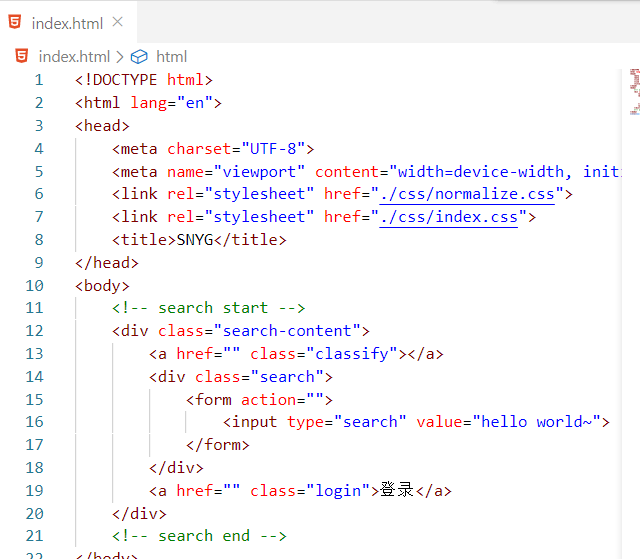 index.html
index.html > html
1 <!DOCTYPE html>
2 <html lang="en">
3 <head>
4 <meta charset="UTF-8">
5 <meta name="viewport" content="width=device-width, initi
6 <link rel="stylesheet" href="./css/normalize.css">
7 <link rel="stylesheet" href="./css/index.css">
8 <title>SNYG</title>
9 </head>
10 <body>
11 <!-- search start -->
12 <div class="search-content">
13 <a href="" class="classify"></a>
14 <div class="search">
15 <form action="">
16 <input type="search" value="hello world~">
17 </form>
18 </div>
19 <a href="" class="login">登录</a>
20 </div>
21 <!-- search end -->
22 </body>